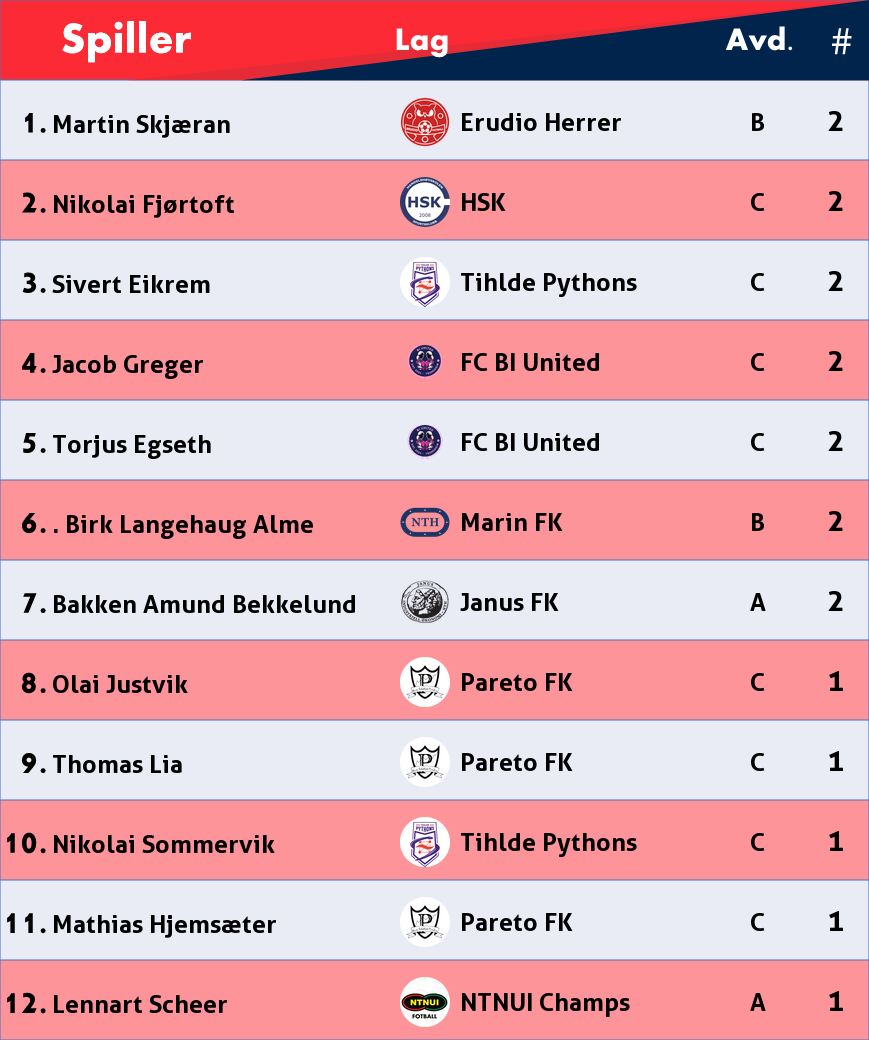 Spiller Lag Avd. #
1. Martin Skjæran Erudio Herrer B 2
2. Nikolai Fjørtoft HSK 2008 HSK C 2
3. Sivert Eikrem PYTHONS Tihlde Pythons C 2
4. Jacob Greger FC BI United C 2
5. Torjus Egseth FC BI United C 2
6. . Birk Langehaug Alme NTH Marin FK B 2
7. Bakken Amund Bekkelund JANUS Janus FK A 2
8. Olai Justvik P Pareto FK C 1
9. Thomas Lia P Pareto FK C 1
10. Nikolai Sommervik PYTHONS Tihlde Pythons C 1
11. Mathias Hjemsæter P Pareto FK C 1
12. Lennart Scheer NTNUI FOTBALL NTNUI Champs A 1